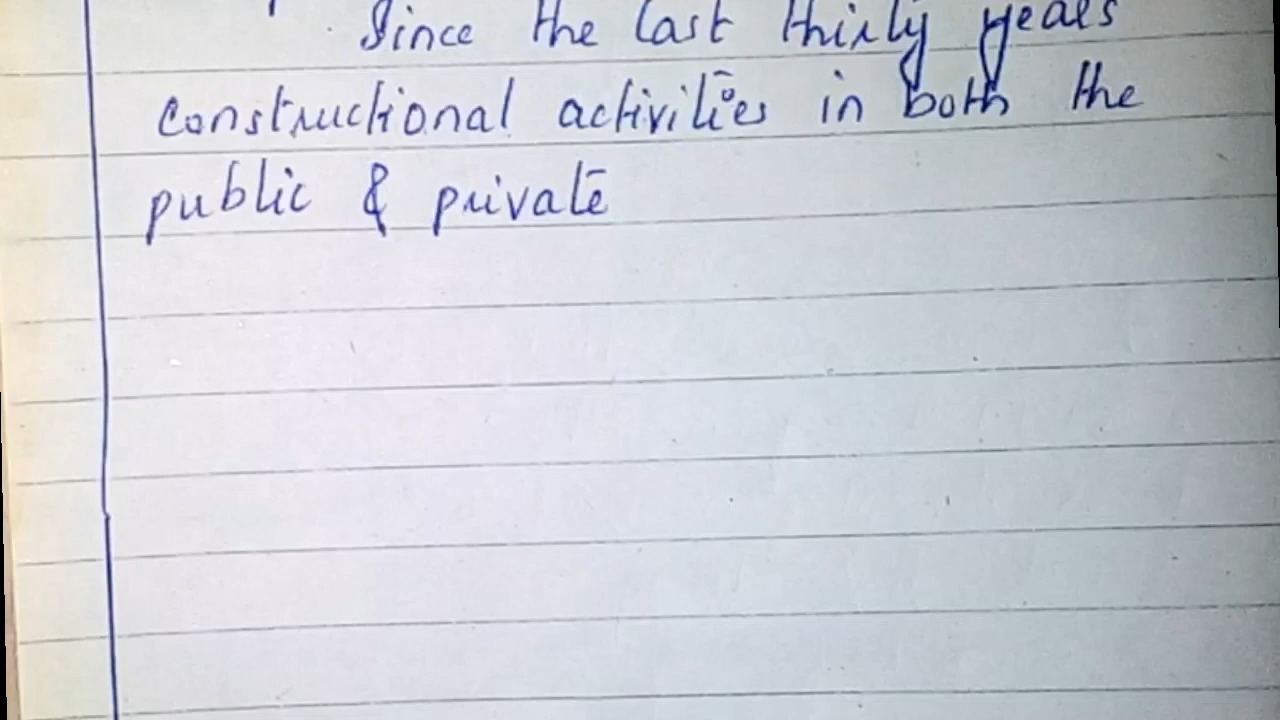 Since the last thirty years
constructional activities in both the
public & private